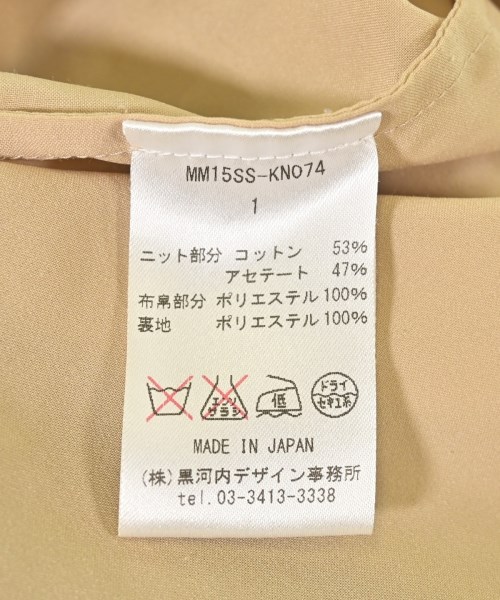 MM15SS-KN074
1
ニット部分 コットン 53%
アセテート 47%
布帛部分 ポリエステル 100%
裏地 ポリエステル 100%
エンソ サラシ 低 ドライ セキユ系
MADE IN JAPAN
(株)黒河内デザイン事務所
tel.03-3413-3338